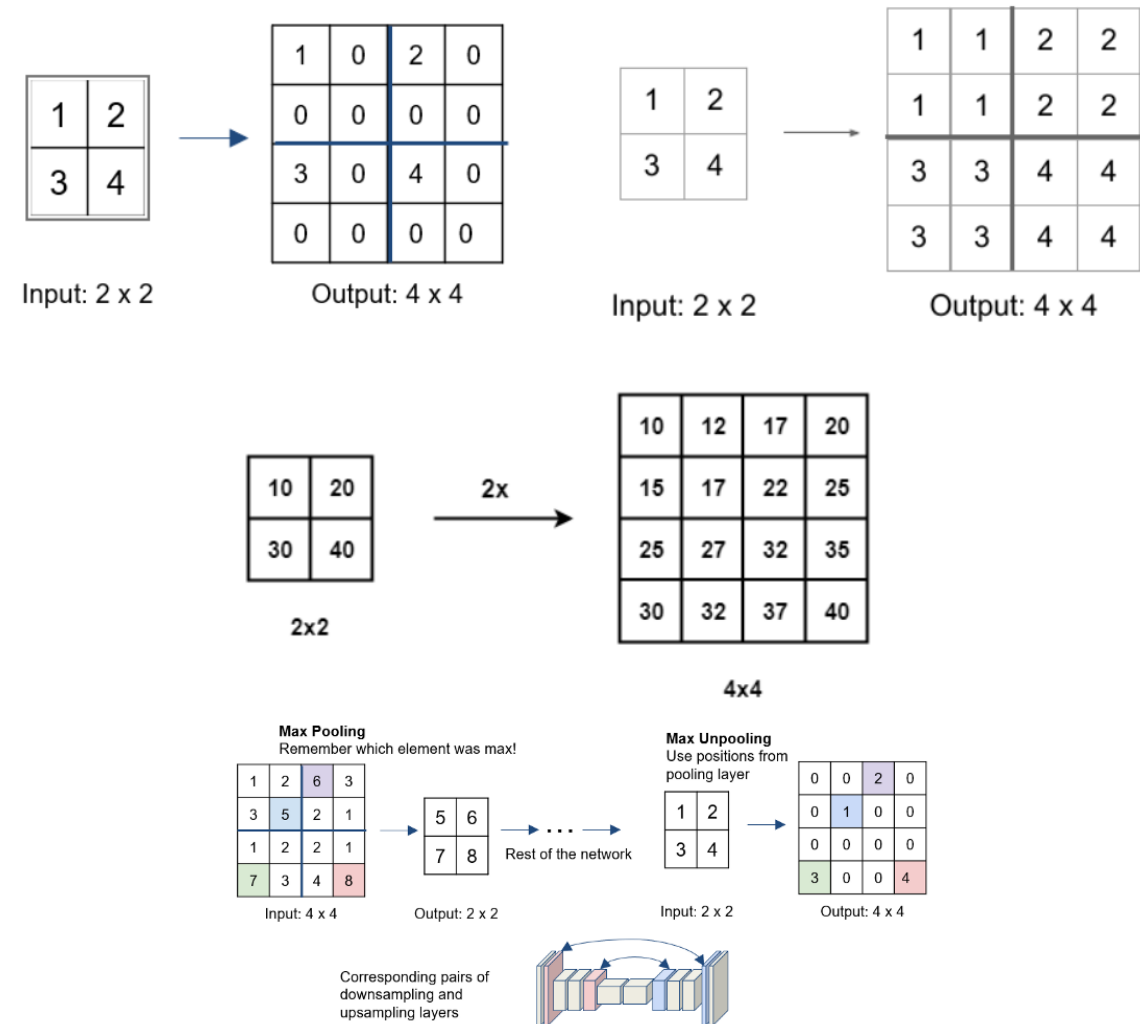 1 2
3 4
Input: 2 x 2
1 0 2 0
0 0 0 0
3 0 4 0
0 0 0 0
Output: 4 x 4
1 2
3 4
Input: 2 x 2
1 1 2 2
1 1 2 2
3 3 4 4
3 3 4 4
Output: 4 x 4
10 20
30 40
2x2
2x
10 12 17 20
15 17 22 25
25 27 32 35
30 32 37 40
4x4
Max Pooling
Remember which element was max!
1 2 6 3
3 5 2 1
1 2 2 1
7 3 4 8
Input: 4 x 4
5 6
7 8
Output: 2 x 2
...
Rest of the network
Max Unpooling
Use positions from
pooling layer
1 2
3 4
Input: 2 x 2
0 0 2 0
0 1 0 0
0 0 0 0
3 0 0 4
Output: 4 x 4
Corresponding pairs of
downsampling and
upsampling layers